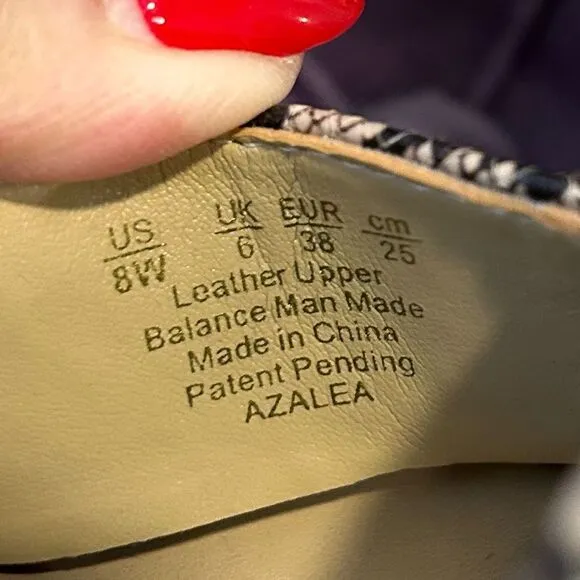 US UK EUR cm
8W 6 38 25
Leather Upper
Balance Man Made
Made in China
Patent Pending
AZALEA